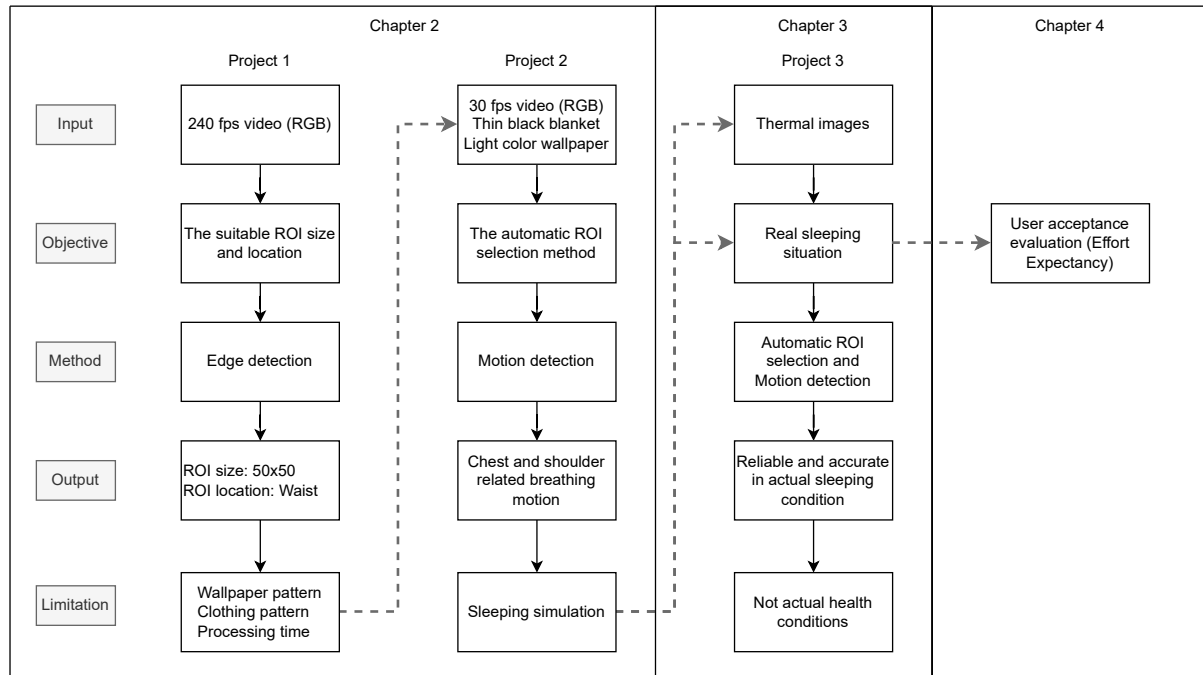 Chapter 2
Chapter 3
Chapter 4
Project 1
Project 2
Project 3
Input
240 fps video (RGB)
30 fps video (RGB)
Thin black blanket
Light color wallpaper
Thermal images
Objective
The suitable ROI size
and location
The automatic ROI
selection method
Real sleeping
situation
User acceptance
evaluation (Effort
Expectancy)
Method
Edge detection
Motion detection
Automatic ROI
selection and
Motion detection
Output
ROI size: 50x50
ROI location: Waist
Chest and shoulder
related breathing
motion
Reliable and accurate
in actual sleeping
condition
Limitation
Wallpaper pattern
Clothing pattern
Processing time
Sleeping simulation
Not actual health
conditions